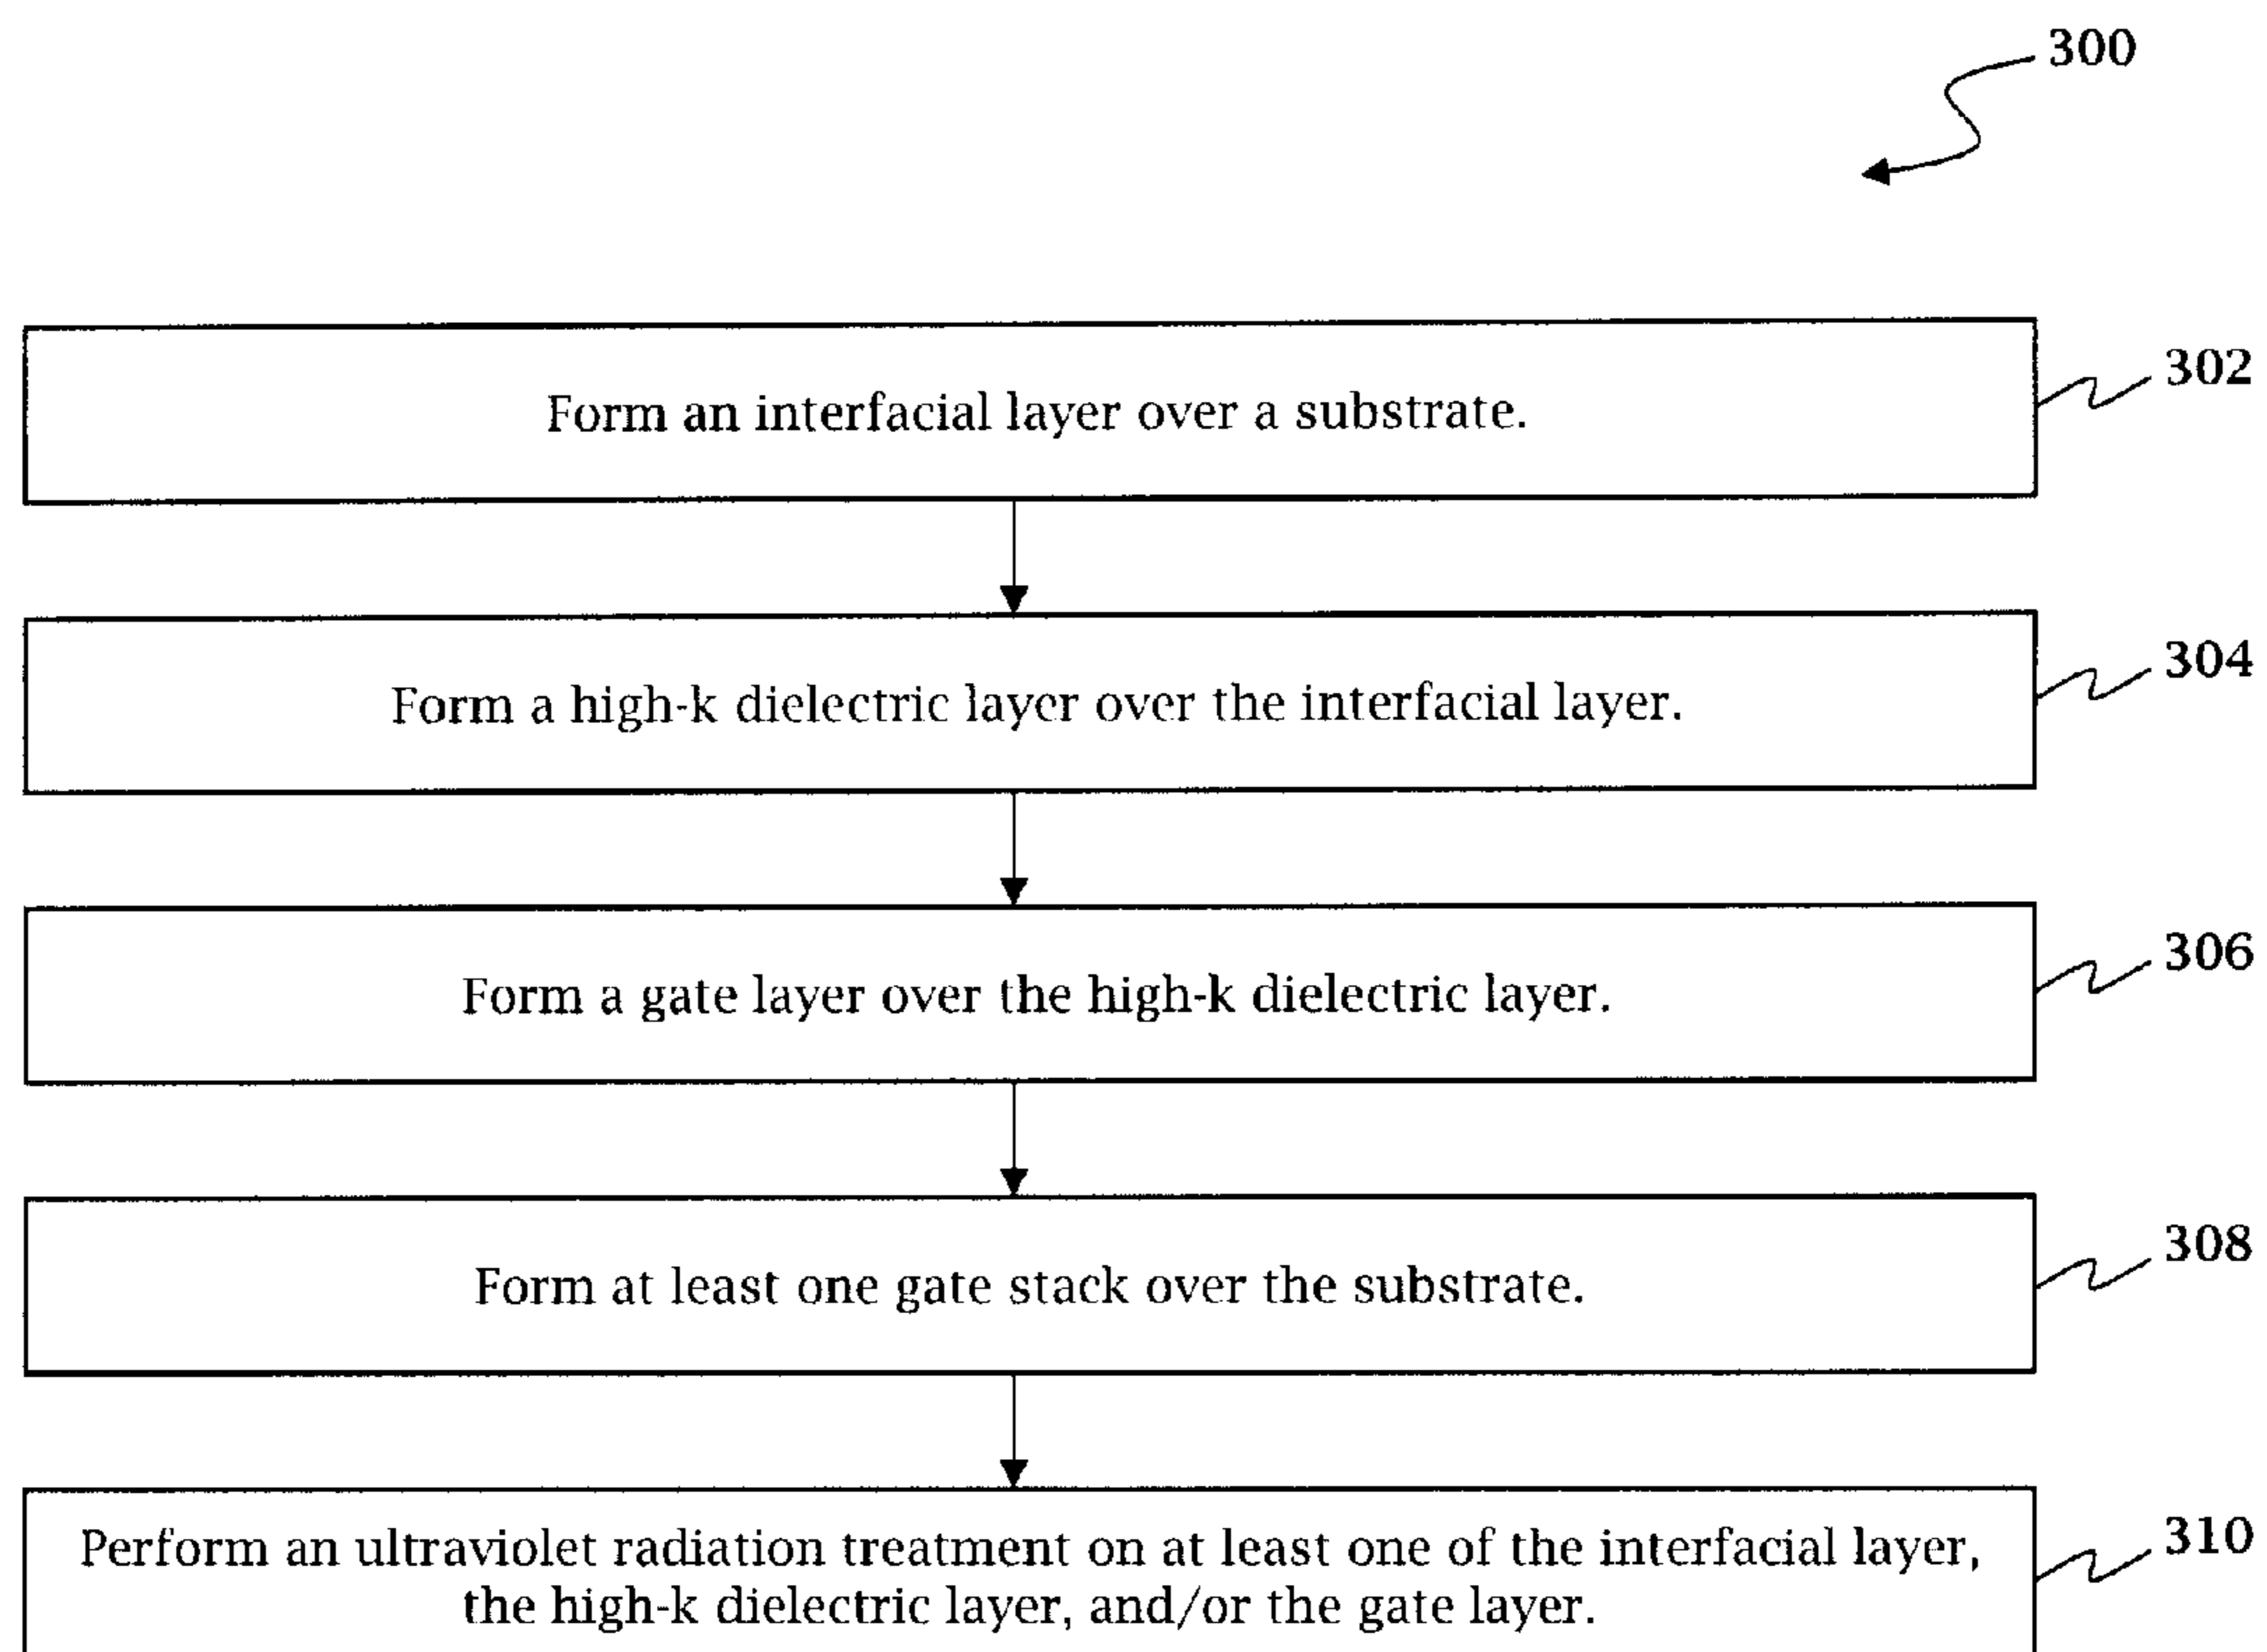 300
Form an interfacial layer over a substrate.
302
Form a high-k dielectric layer over the interfacial layer.
304
Form a gate layer over the high-k dielectric layer.
306
Form at least one gate stack over the substrate.
308
Perform an ultraviolet radiation treatment on at least one of the interfacial layer,
the high-k dielectric layer, and/or the gate layer.
310